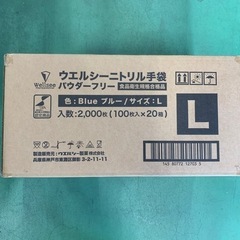 Wellsee
ウエルシーニトリル手袋
パウダーフリー 食品衛生規格合格品
色：Blue ブルー/サイズ：L
入数：2,000枚 (100枚入×20箱)
L